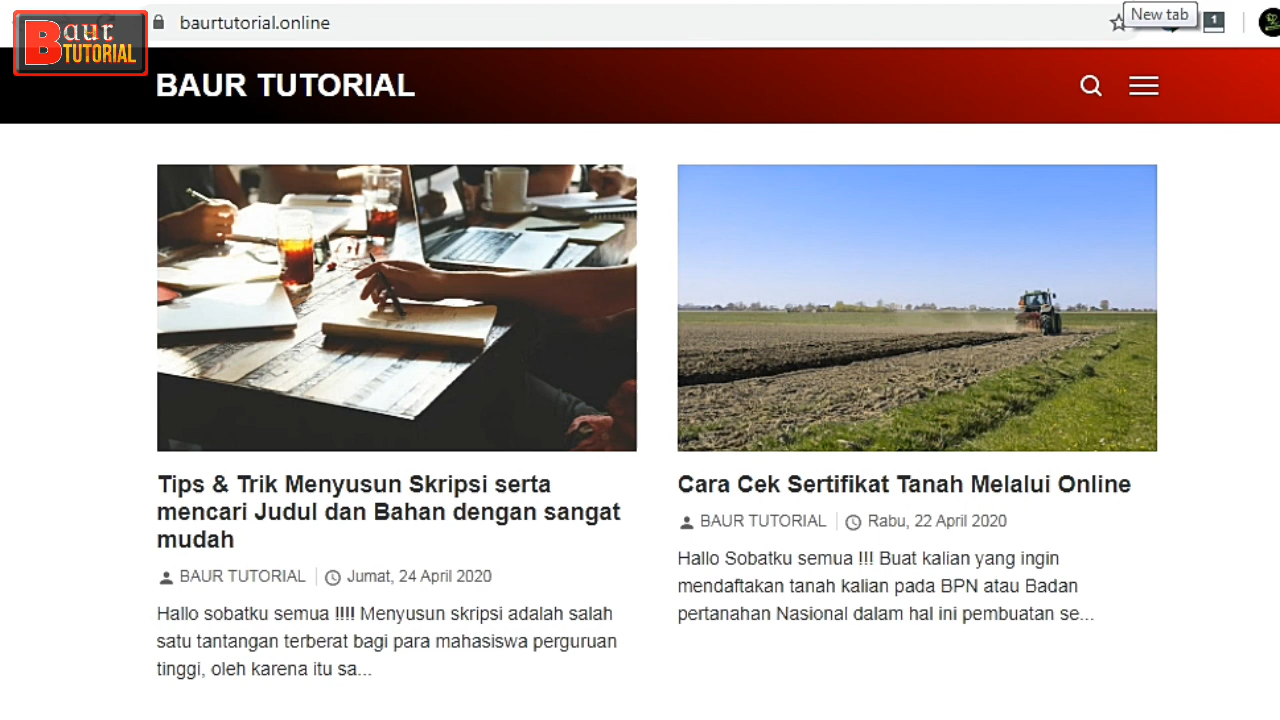 baurtutorial.online
New tab
1
Baur
TUTORIAL
BAUR TUTORIAL
Tips & Trik Menyusun Skripsi serta
mencari Judul dan Bahan dengan sangat
mudah
BAUR TUTORIAL
Jumat, 24 April 2020
Hallo sobatku semua !!!! Menyusun skripsi adalah salah
satu tantangan terberat bagi para mahasiswa perguruan
tinggi, oleh karena itu sa...
Cara Cek Sertifikat Tanah Melalui Online
BAUR TUTORIAL
Rabu, 22 April 2020
Hallo Sobatku semua !!! Buat kalian yang ingin
mendaftakan tanah kalian pada BPN atau Badan
pertanahan Nasional dalam hal ini pembuatan se...